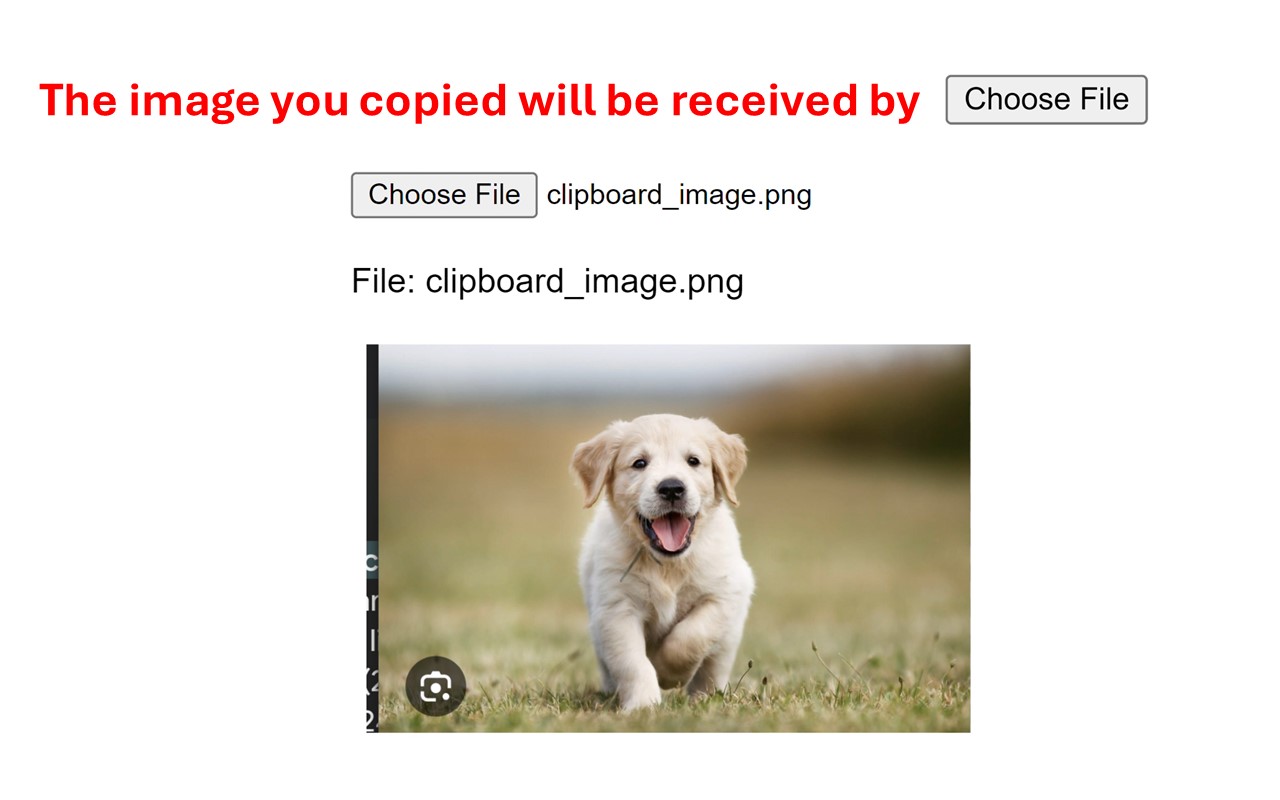 The image you copied will be received by Choose File
Choose File clipboard_image.png
File: clipboard_image.png